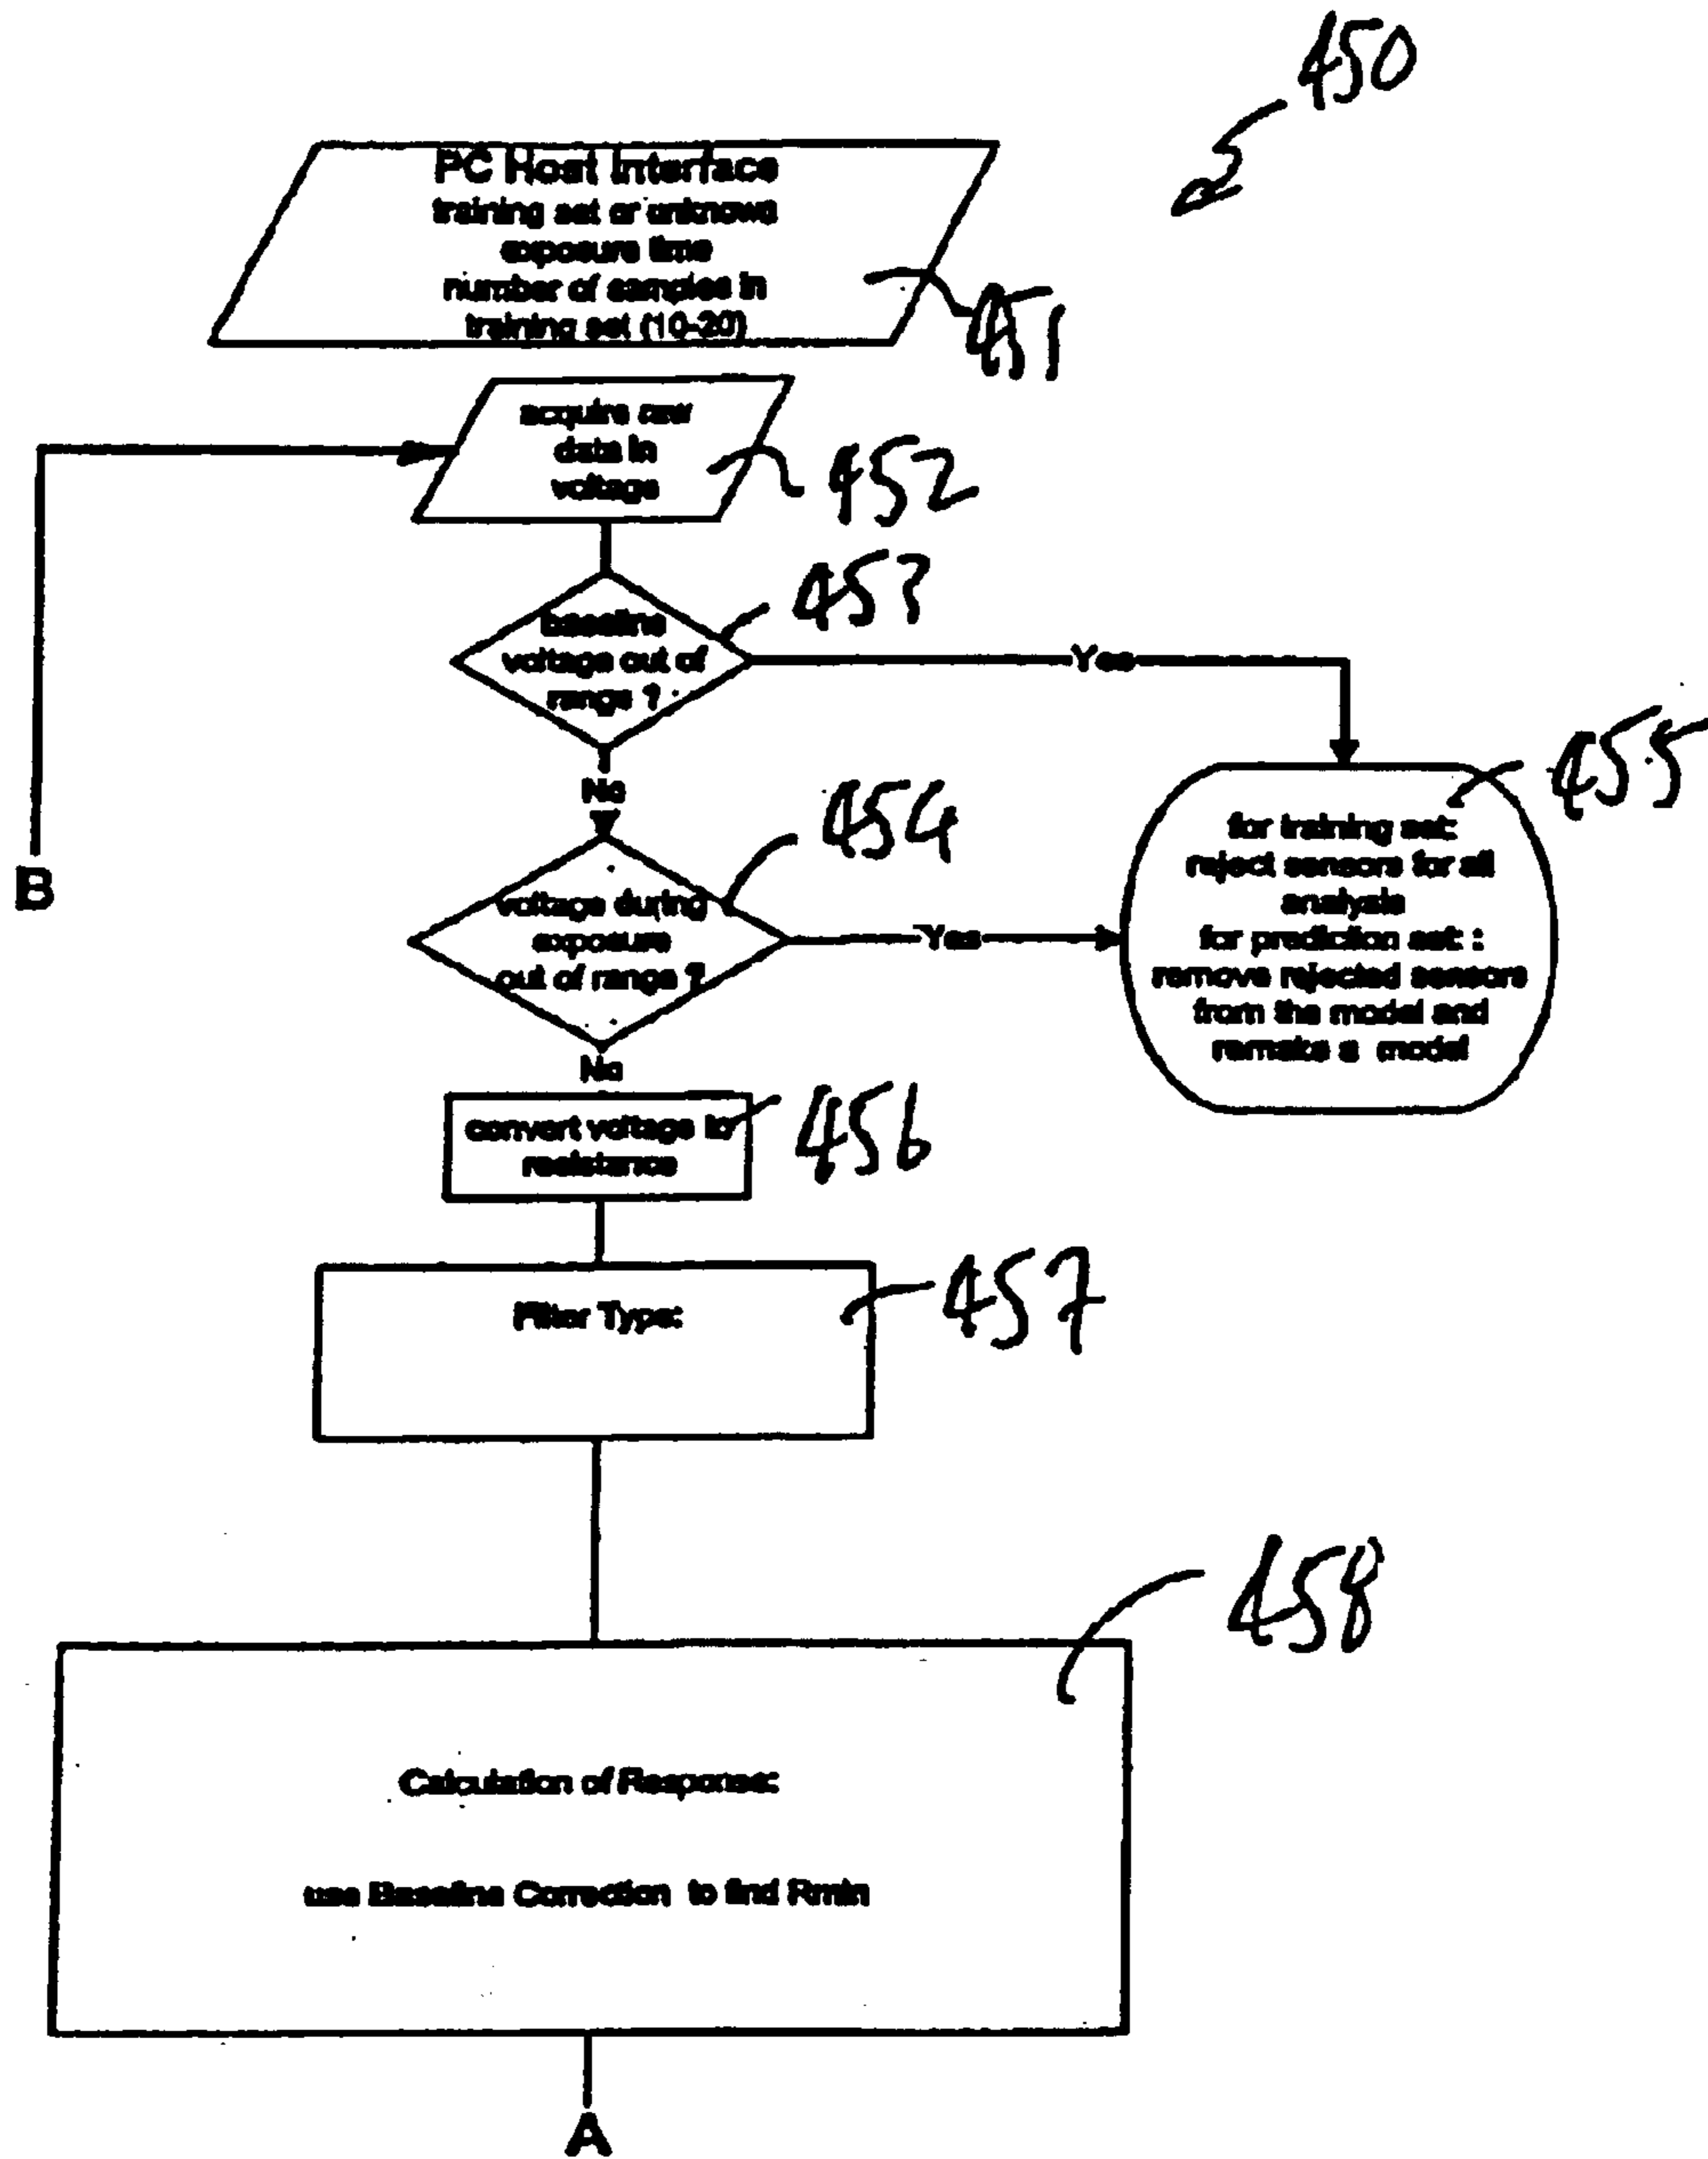 450
PC Host Interface
training set or unknown
exposure time
number of samples in
training set (10-20)
451
acquire raw
data in
voltage
452
baseline
voltage out of
range ?
453
Yes
No
454
voltage during
exposure
out of range ?
Yes
455
for training set:
reject sensors for all
analysis
for prediction set :
remove rejected sensors
from the model and
remake a model
B
No
convert voltage to
resistance
456
Filter Type:
457
458
Calculation of Response:
use Baseline Correction to find Rmin
A